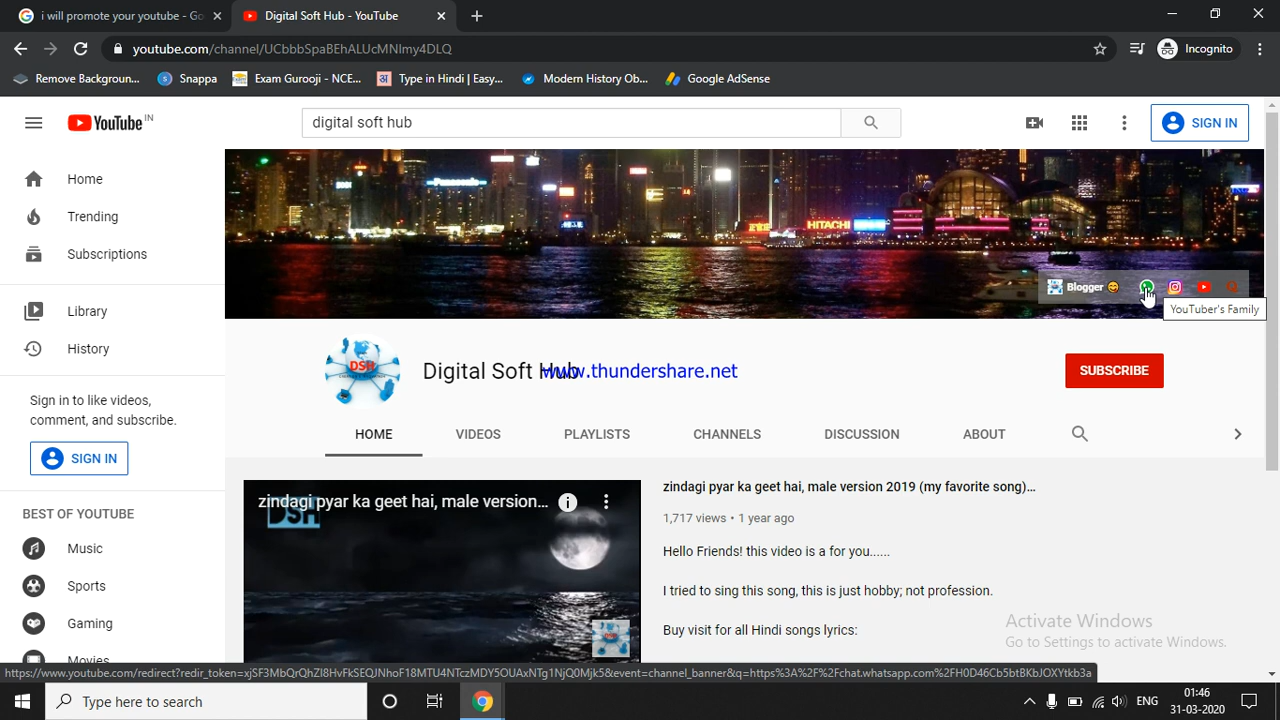 i will promote your youtube - Go
Digital Soft Hub - YouTube
youtube.com/channel/UCbbbSpaBEhALUcMNImy4DLQ
Incognito
Remove Backgroun...
Snappa
Exam Gurooji - NCE...
अ Type in Hindi | Easy...
Modern History Ob...
Google AdSense
YouTube IN
digital soft hub
SIGN IN
Home
Trending
Subscriptions
Library
History
Sign in to like videos,
comment, and subscribe.
SIGN IN
BEST OF YOUTUBE
Music
Sports
Gaming
Movies
Panasonic
HITACHI
Blogger
YouTuber's Family
DSH
Digital Soft Hub
www.thundershare.net
SUBSCRIBE
HOME
VIDEOS
PLAYLISTS
CHANNELS
DISCUSSION
ABOUT
zindagi pyar ka geet hai, male version...
DSH
zindagi pyar ka geet hai, male version 2019 (my favorite song)...
1,717 views • 1 year ago
Hello Friends! this video is a for you......
I tried to sing this song, this is just hobby; not profession.
Buy visit for all Hindi songs lyrics:
Activate Windows
Go to Settings to activate Windows.
https://www.youtube.com/redirect?redir_token=xjSF3MbQrQhZI8HvFkSEQJNhoF18MTU4NTczMDY5OUAxNTg1NjQ0Mjk5&event=channel_banner&q=https%3A%2F%2Fchat.whatsapp.com%2FH0D46Cb5btBKbJOXYtkb3a
Type here to search
ENG
01:46
31-03-2020